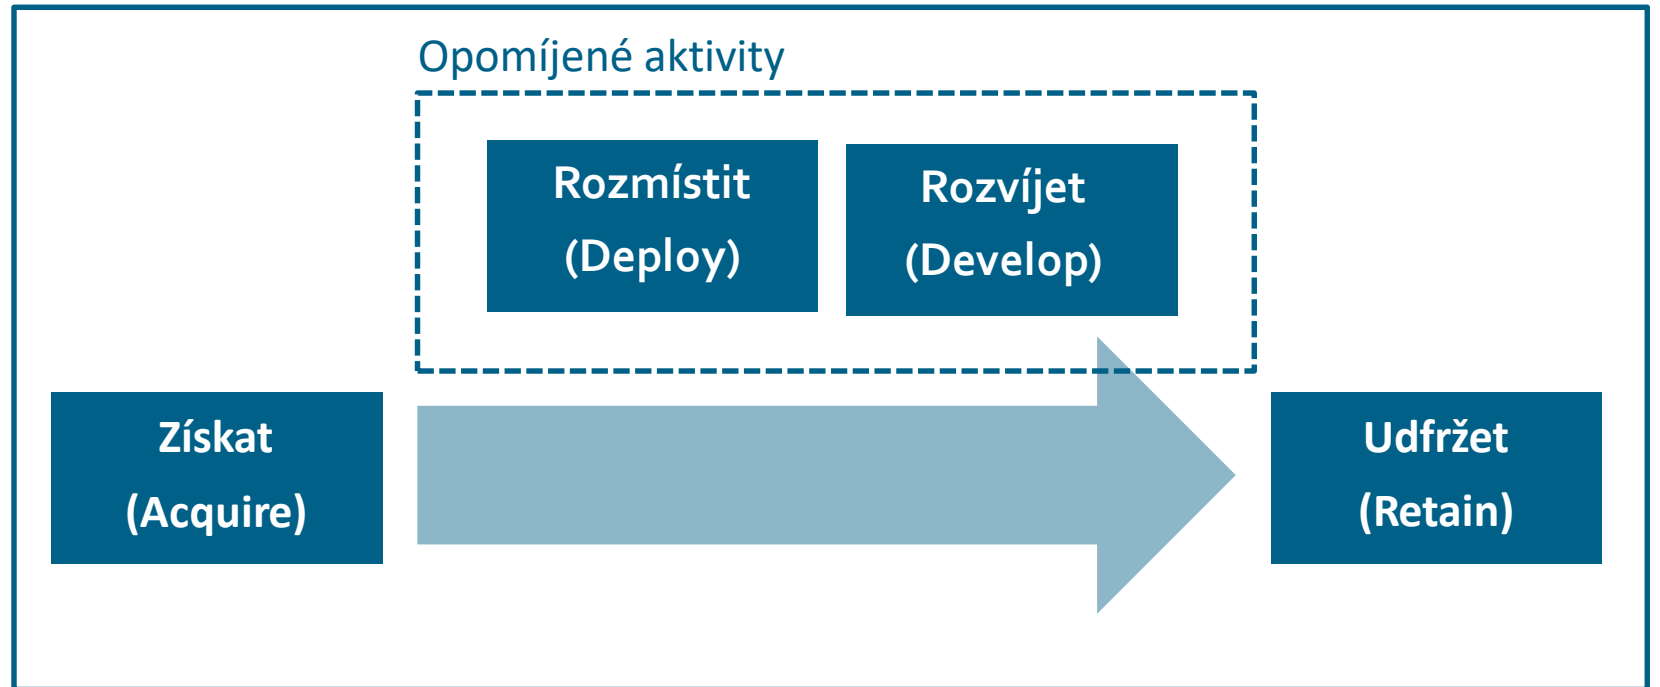 Opomíjené aktivity
Rozmístit
(Deploy)
Rozvíjet
(Develop)
Získat
(Acquire)
Udfržet
(Retain)